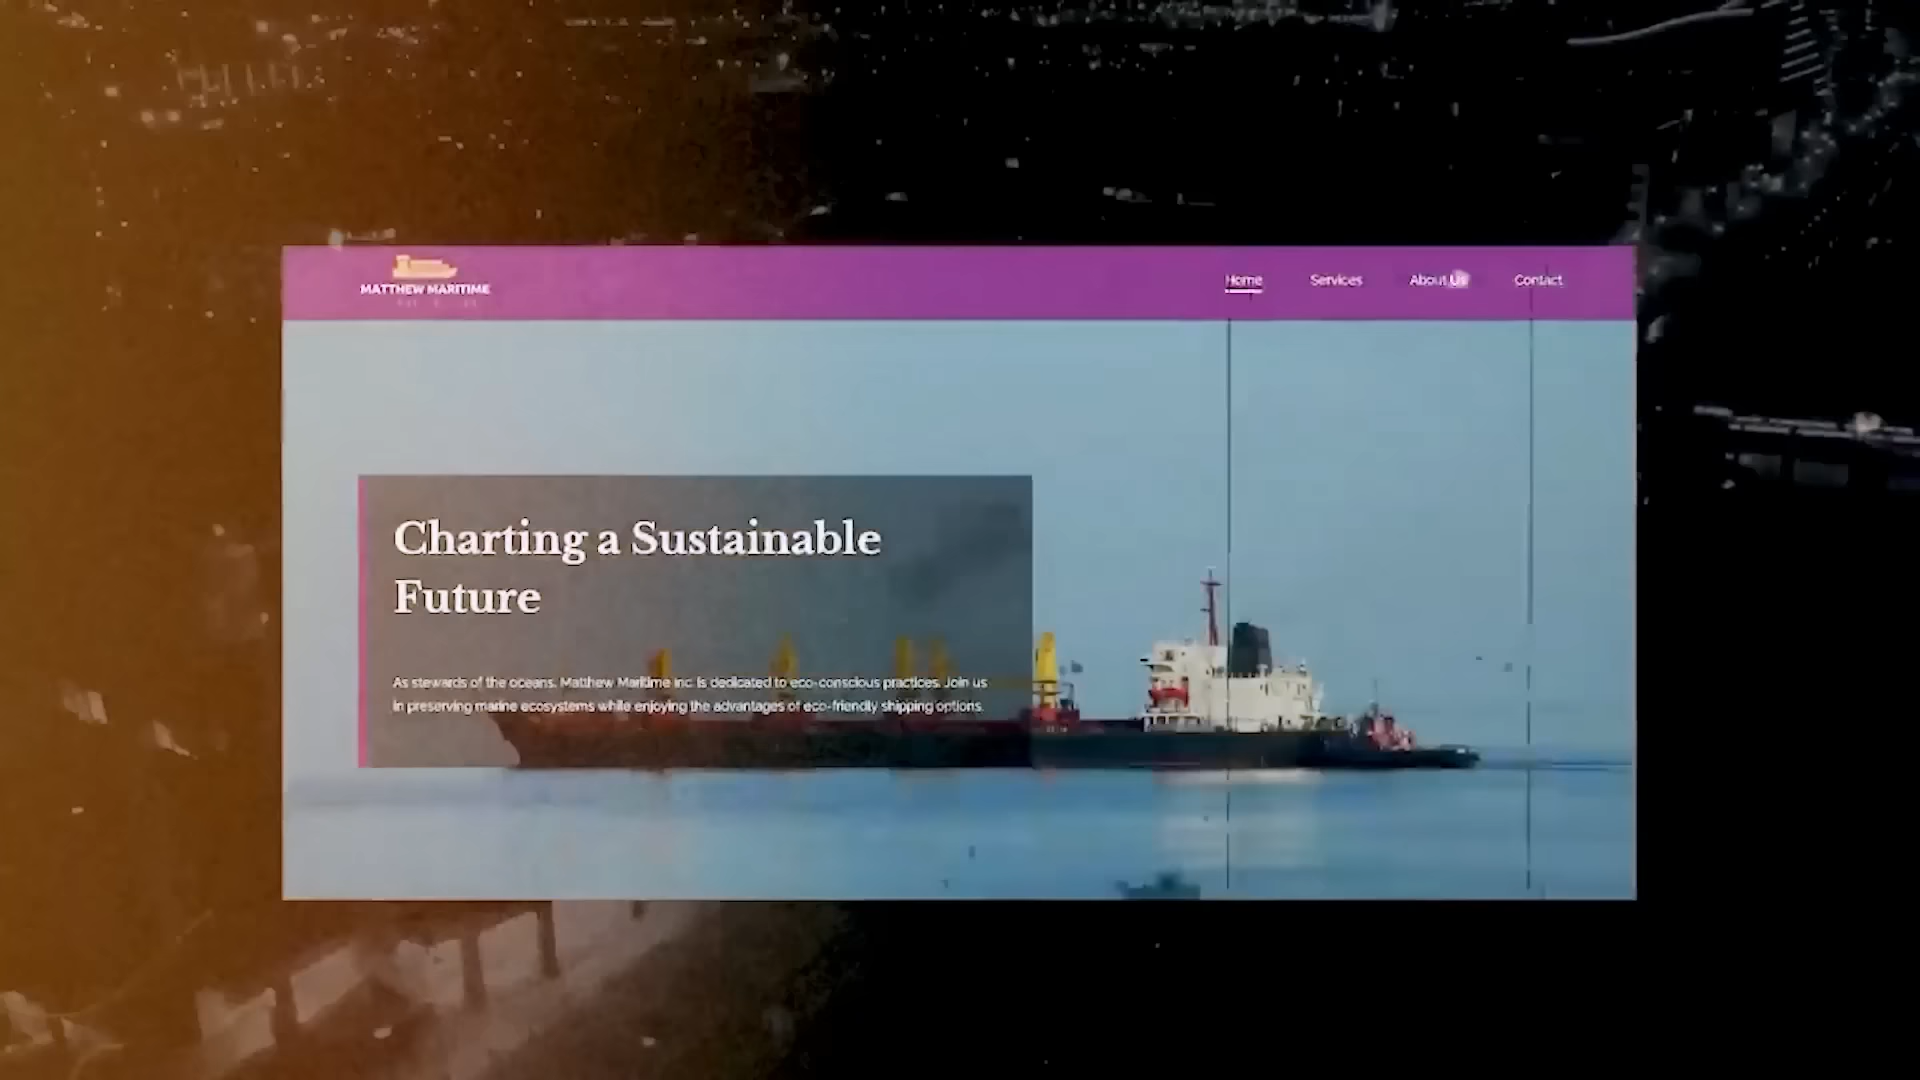 MATTHEW MARITIME
Home Services About Us Contact
Charting a Sustainable
Future
As stewards of the oceans, Matthew Maritime Inc. is dedicated to eco-conscious practices. Join us
in preserving marine ecosystems while enjoying the advantages of eco-friendly shipping options.